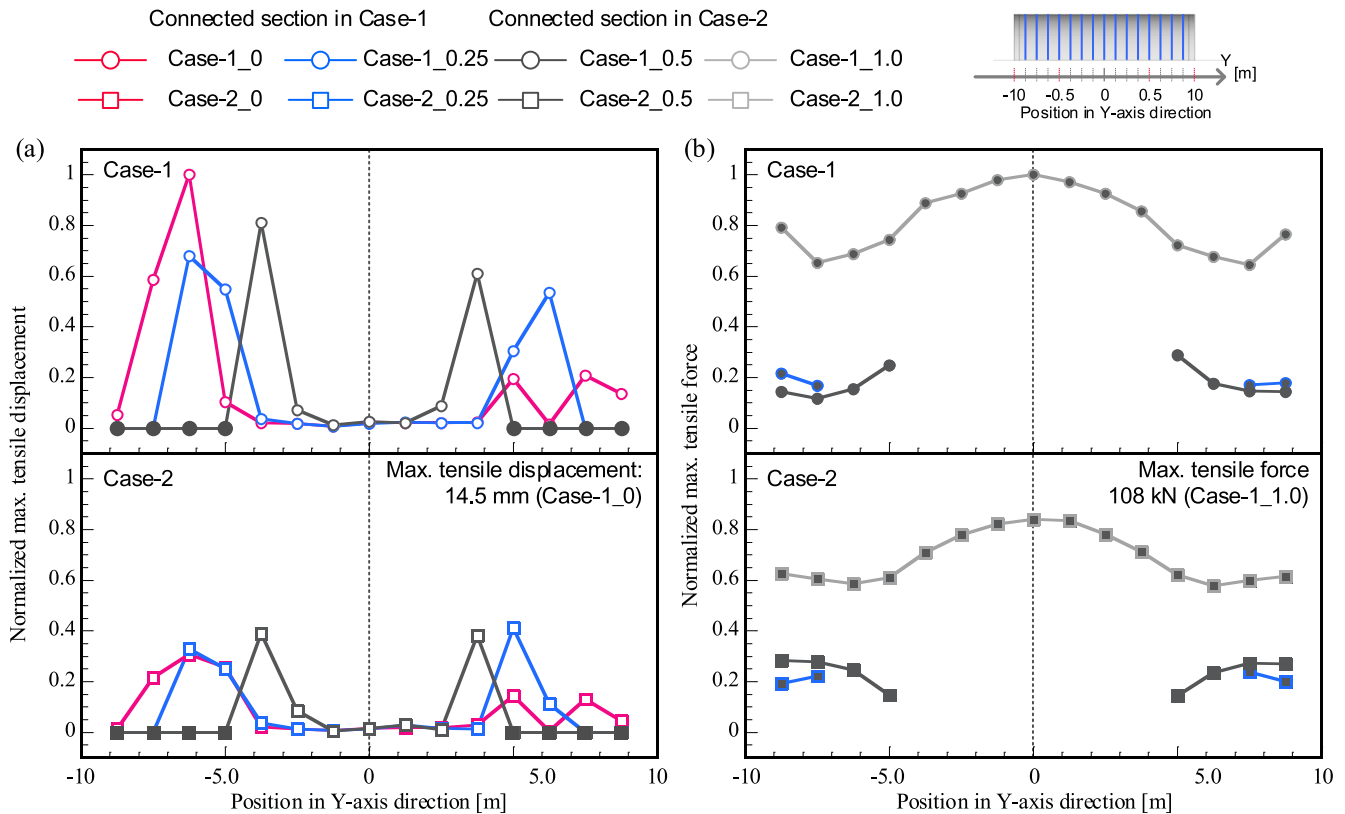 Connected section in Case-1
Connected section in Case-2
Case-1_0
Case-1_0.25
Case-1_0.5
Case-1_1.0
Case-2_0
Case-2_0.25
Case-2_0.5
Case-2_1.0
Y
[m]
-10 -0.5 0 0.5 10
Position in Y-axis direction
(a)
Case-1
1
0.8
0.6
0.4
0.2
0
Case-2
Max. tensile displacement:
14.5 mm (Case-1_0)
1
0.8
0.6
0.4
0.2
0
-10 -5.0 0 5.0 10
Position in Y-axis direction [m]
Normalized max. tensile displacement
(b)
Case-1
1
0.8
0.6
0.4
0.2
0
Case-2
Max. tensile force
108 kN (Case-1_1.0)
1
0.8
0.6
0.4
0.2
0
-10 -5.0 0 5.0 10
Position in Y-axis direction [m]
Normalized max. tensile force